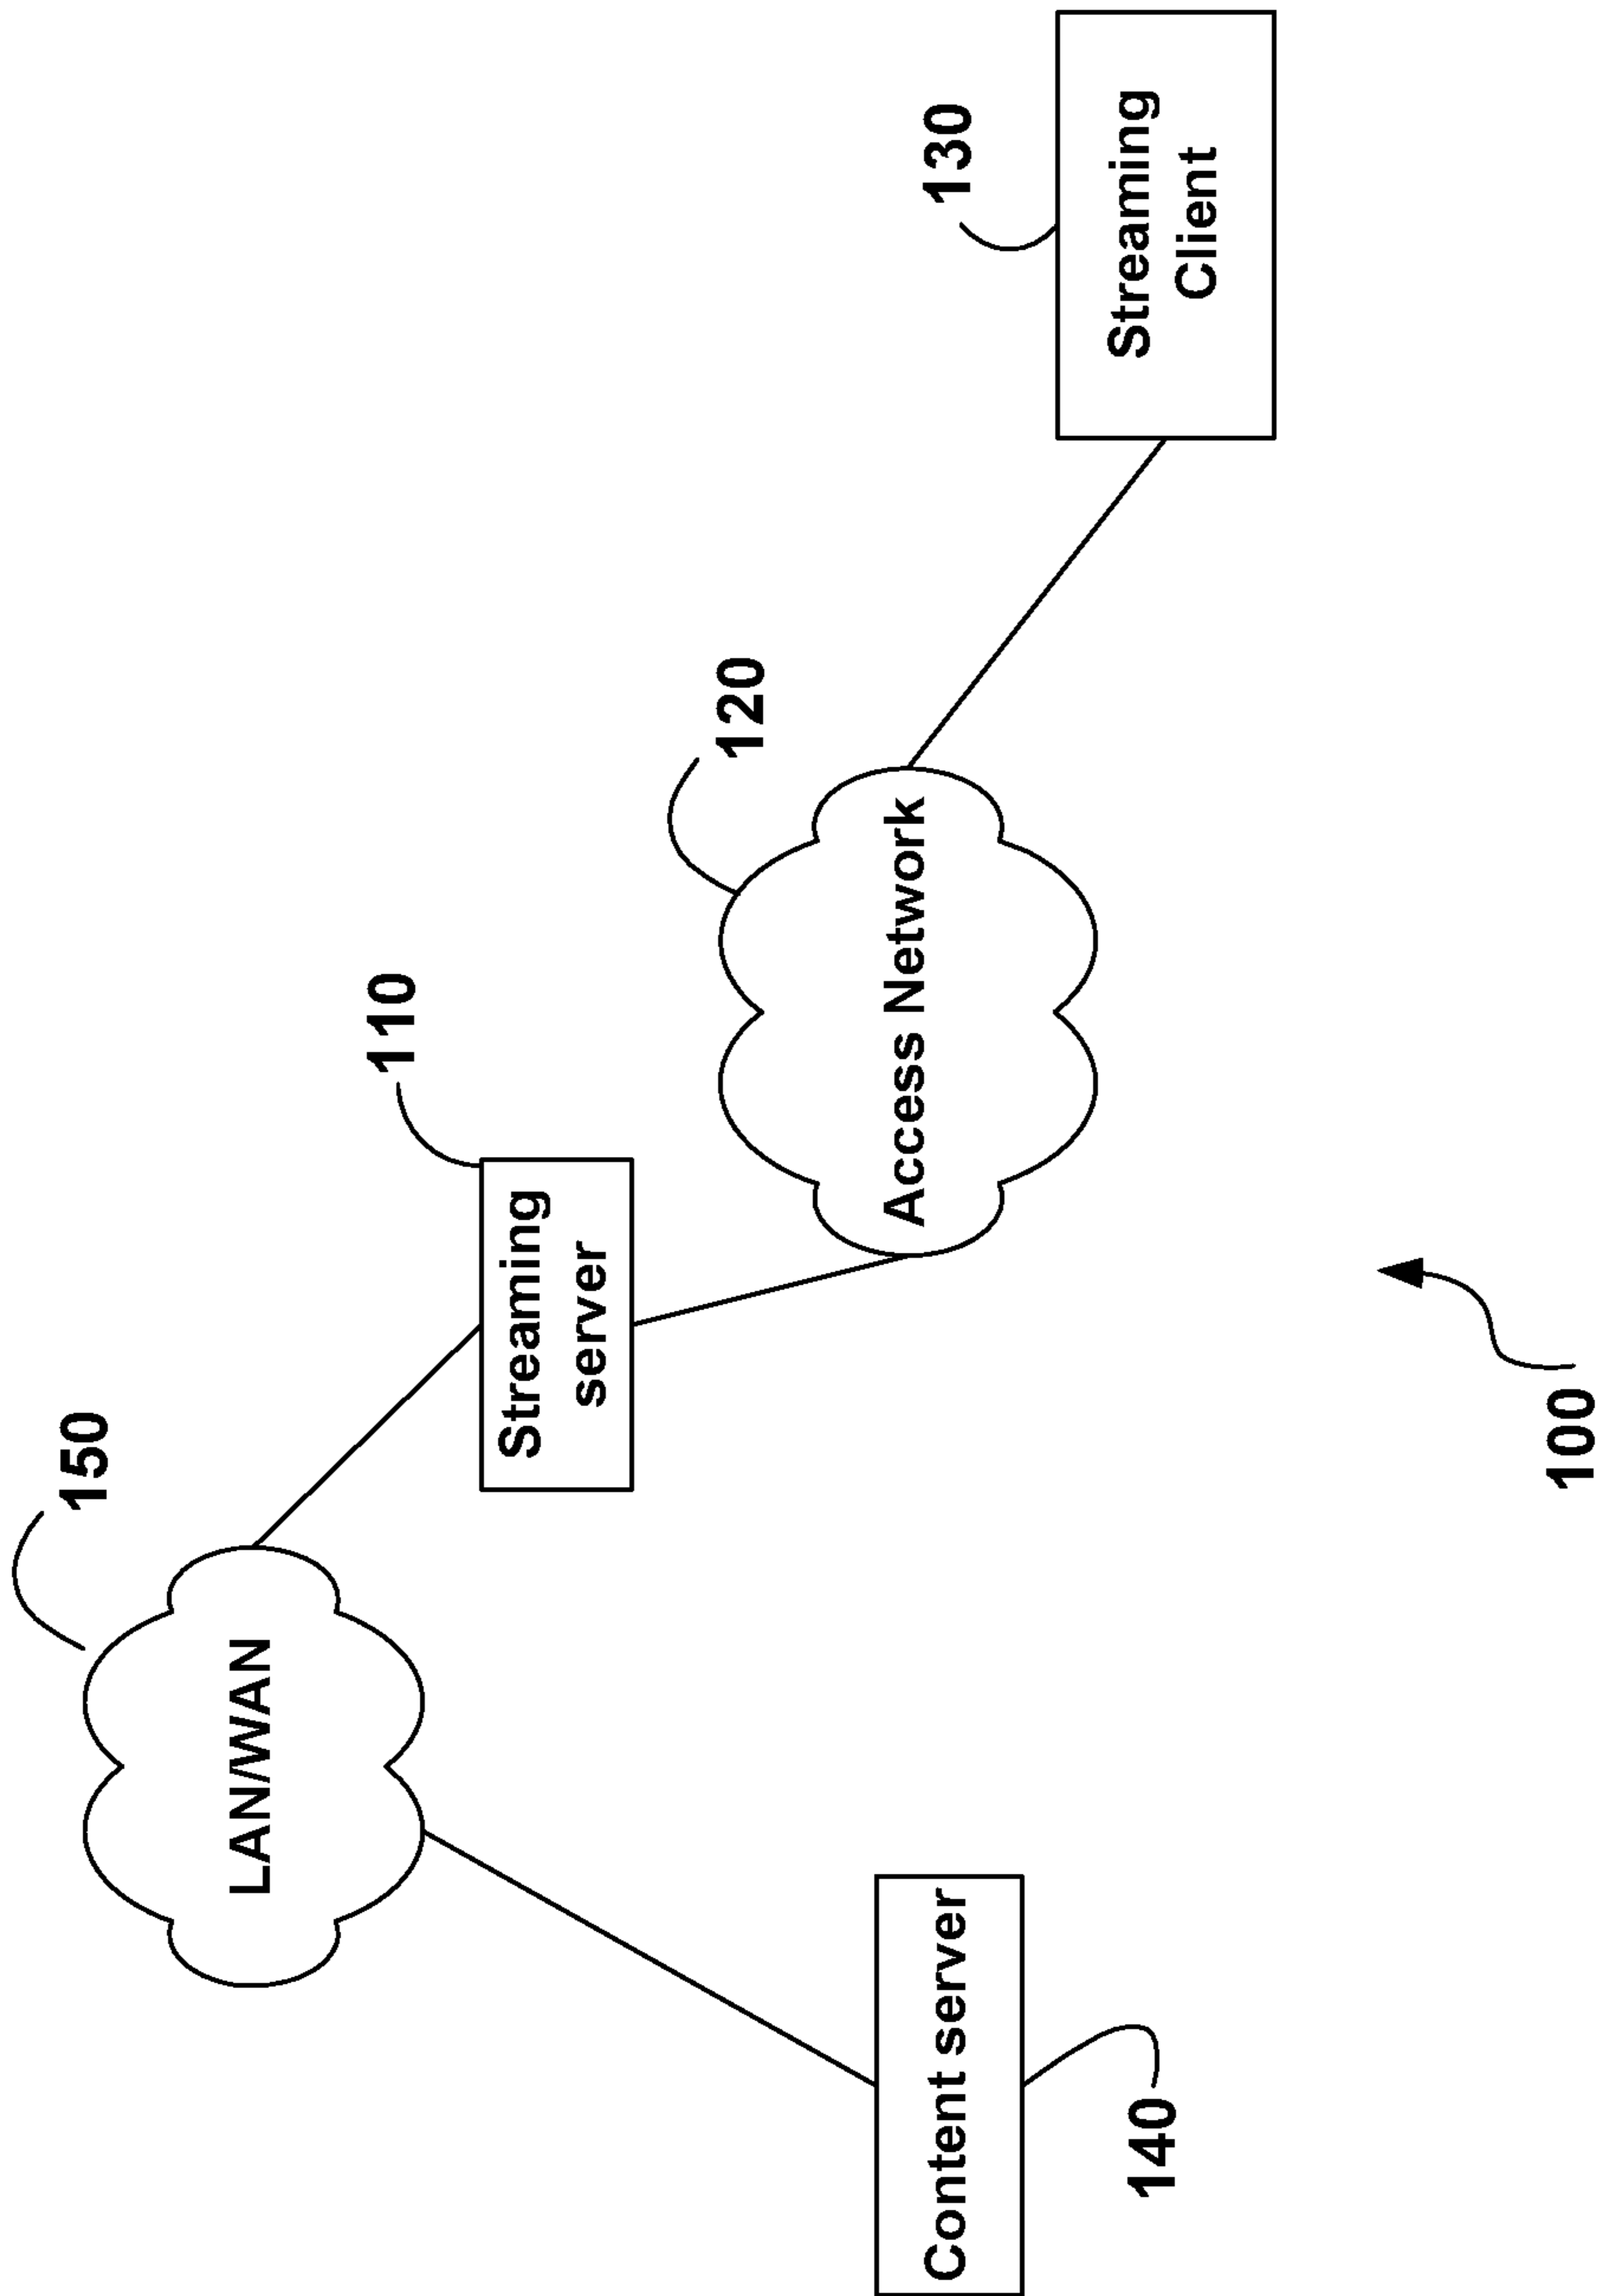 150
LAN/WAN
110
Streaming
server
120
Access Network
130
Streaming
Client
Content server
140
100